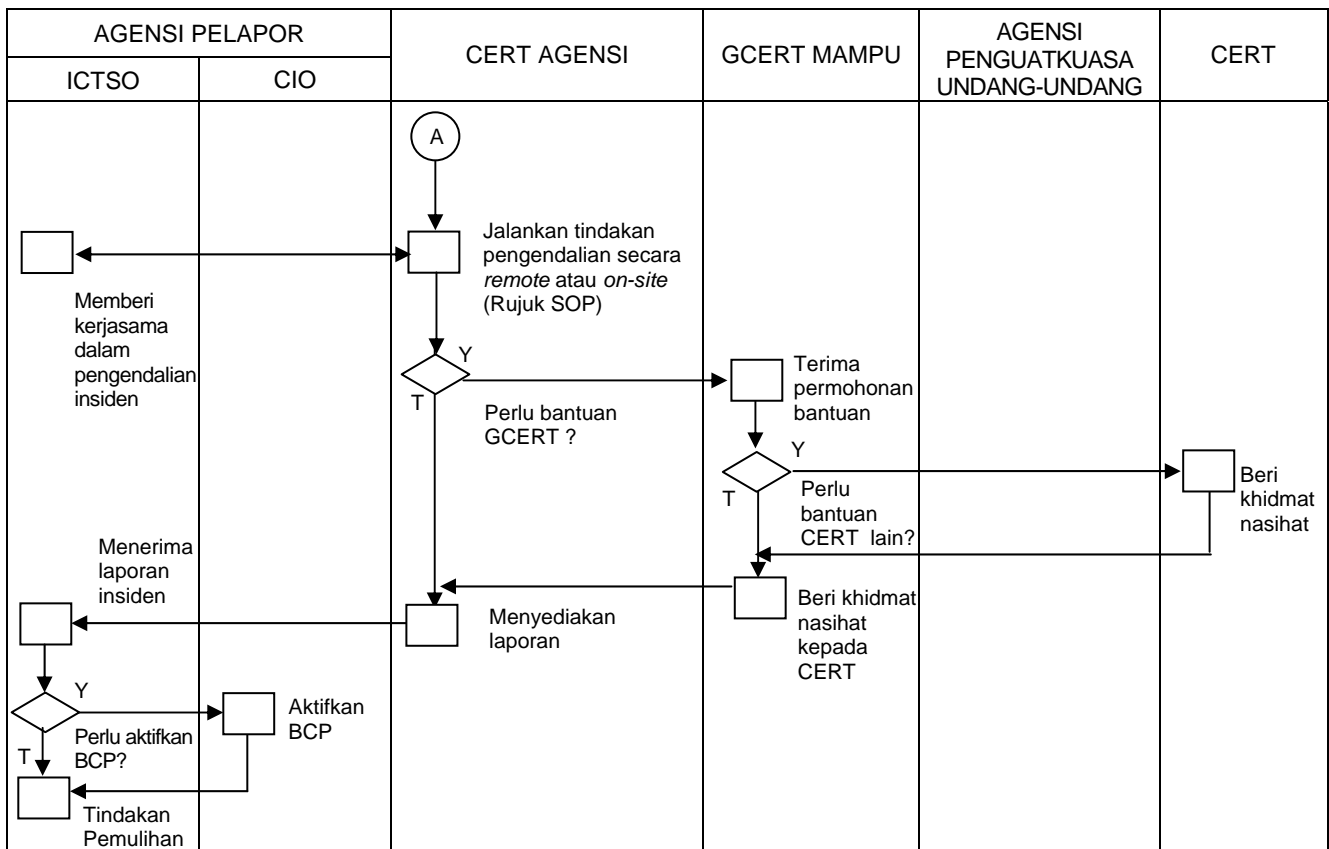 AGENSI PELAPOR
ICTSO
CIO
CERT AGENSI
GCERT MAMPU
AGENSI
PENGUATKUASA
UNDANG-UNDANG
CERT
A
Jalankan tindakan
pengendalian secara
remote atau on-site
(Rujuk SOP)
Memberi
kerjasama
dalam
pengendalian
insiden
Y
T
Perlu bantuan
GCERT ?
Terima
permohonan
bantuan
Y
T
Perlu
bantuan
CERT lain?
Beri
khidmat
nasihat
Beri khidmat
nasihat
kepada
CERT
Menyediakan
laporan
Menerima
laporan
insiden
Y
T
Perlu aktifkan
BCP?
Aktifkan
BCP
Tindakan
Pemulihan